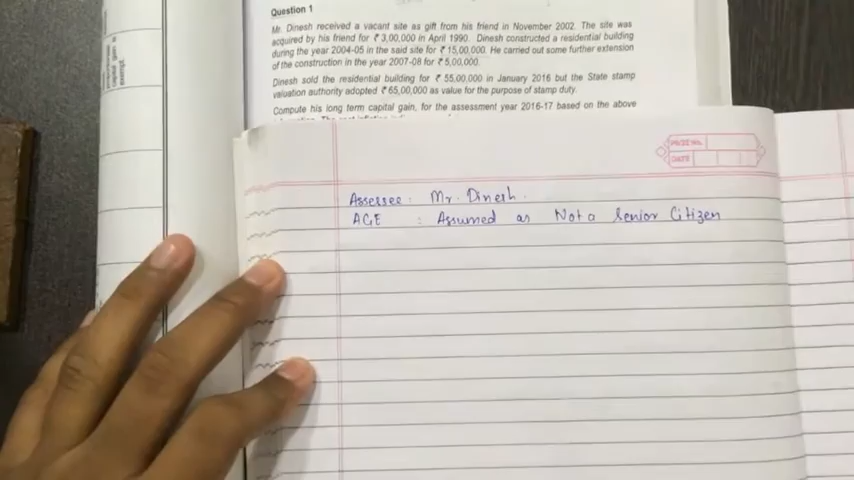 Question 1
Mr. Dinesh received a vacant site as gift from his friend in November 2002. The site was
acquired by his friend for ₹ 3,00,000 in April 1990. Dinesh constructed a residential building
during the year 2004-05 in the said site for ₹ 15,00,000. He carried out some further extension
of the construction in the year 2007-08 for ₹ 5,00,000.
Dinesh sold the residential building for ₹ 55,00,000 in January 2016 but the State stamp
valuation authority adopted ₹ 65,00,000 as value for the purpose of stamp duty.
Compute his long term capital gain, for the assessment year 2016-17 based on the above
PAGE No.
DATE
Assessee : Mr. Dinesh.
AGE : Assumed as Not a Senior Citizen